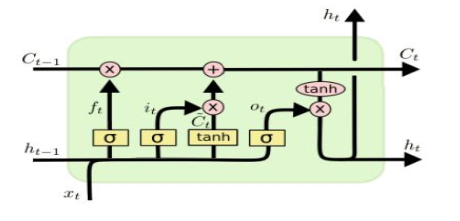 h_t
C_{t-1} × + C_t
tanh
f_t i_t × C̃_t o_t ×
σ σ tanh σ
h_{t-1} h_t
x_t